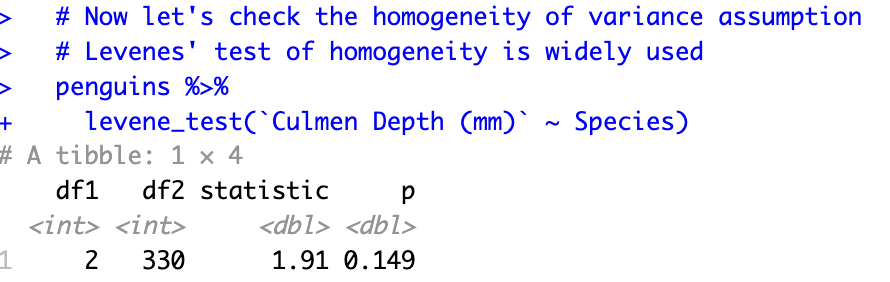 > # Now let's check the homogeneity of variance assumption
> # Levenes' test of homogeneity is widely used
> penguins %>%
+ levene_test(`Culmen Depth (mm)` ~ Species)
# A tibble: 1 × 4
df1 df2 statistic p
<int> <int> <dbl> <dbl>
1 2 330 1.91 0.149